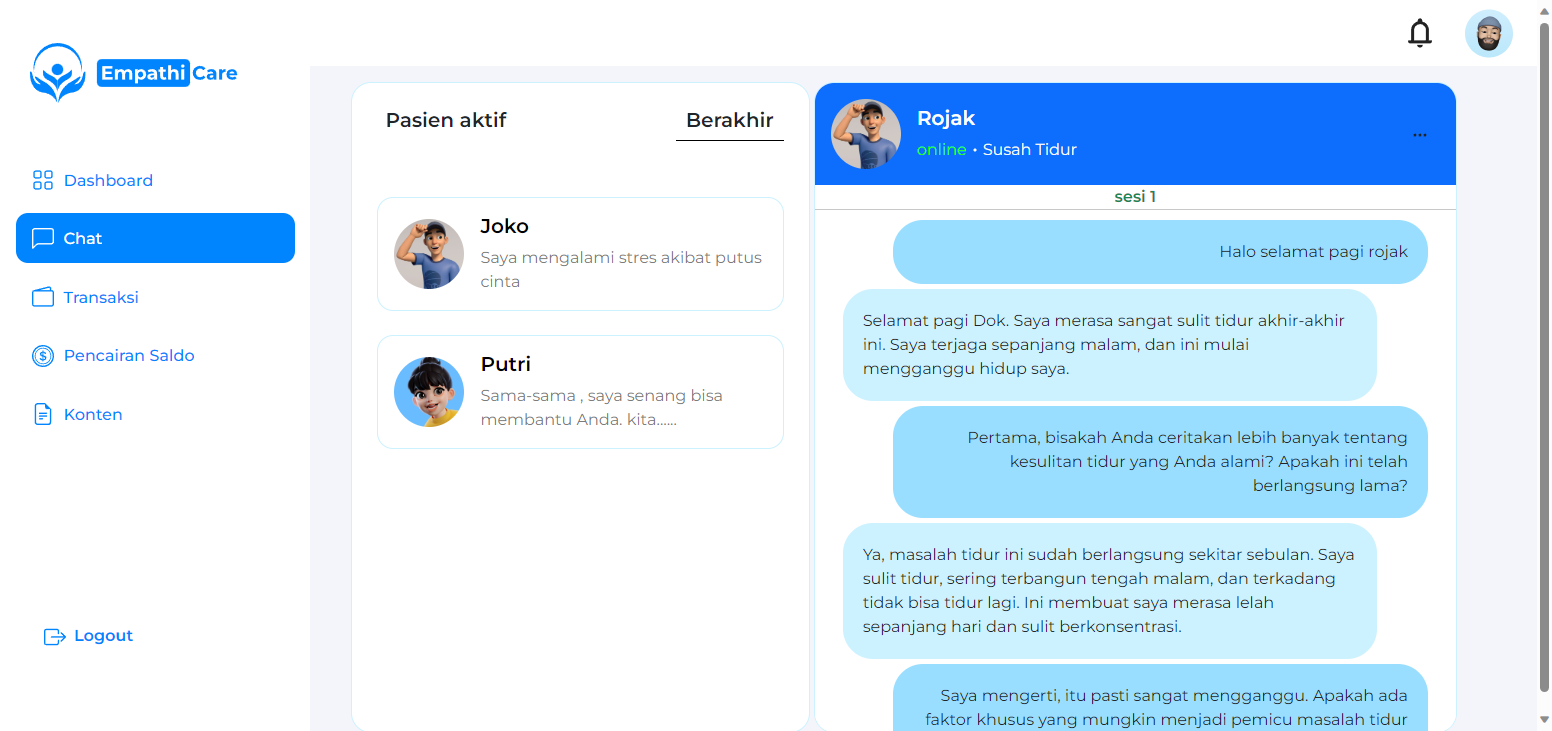 Empathi Care
Dashboard
Chat
Transaksi
Pencairan Saldo
Konten
Logout
Pasien aktif
Berakhir
Joko
Saya mengalami stres akibat putus
cinta
Putri
Sama-sama , saya senang bisa
membantu Anda. kita......
Rojak
online • Susah Tidur
...
sesi 1
Halo selamat pagi rojak
Selamat pagi Dok. Saya merasa sangat sulit tidur akhir-akhir
ini. Saya terjaga sepanjang malam, dan ini mulai
mengganggu hidup saya.
Pertama, bisakah Anda ceritakan lebih banyak tentang
kesulitan tidur yang Anda alami? Apakah ini telah
berlangsung lama?
Ya, masalah tidur ini sudah berlangsung sekitar sebulan. Saya
sulit tidur, sering terbangun tengah malam, dan terkadang
tidak bisa tidur lagi. Ini membuat saya merasa lelah
sepanjang hari dan sulit berkonsentrasi.
Saya mengerti, itu pasti sangat mengganggu. Apakah ada
faktor khusus yang mungkin menjadi pemicu masalah tidur